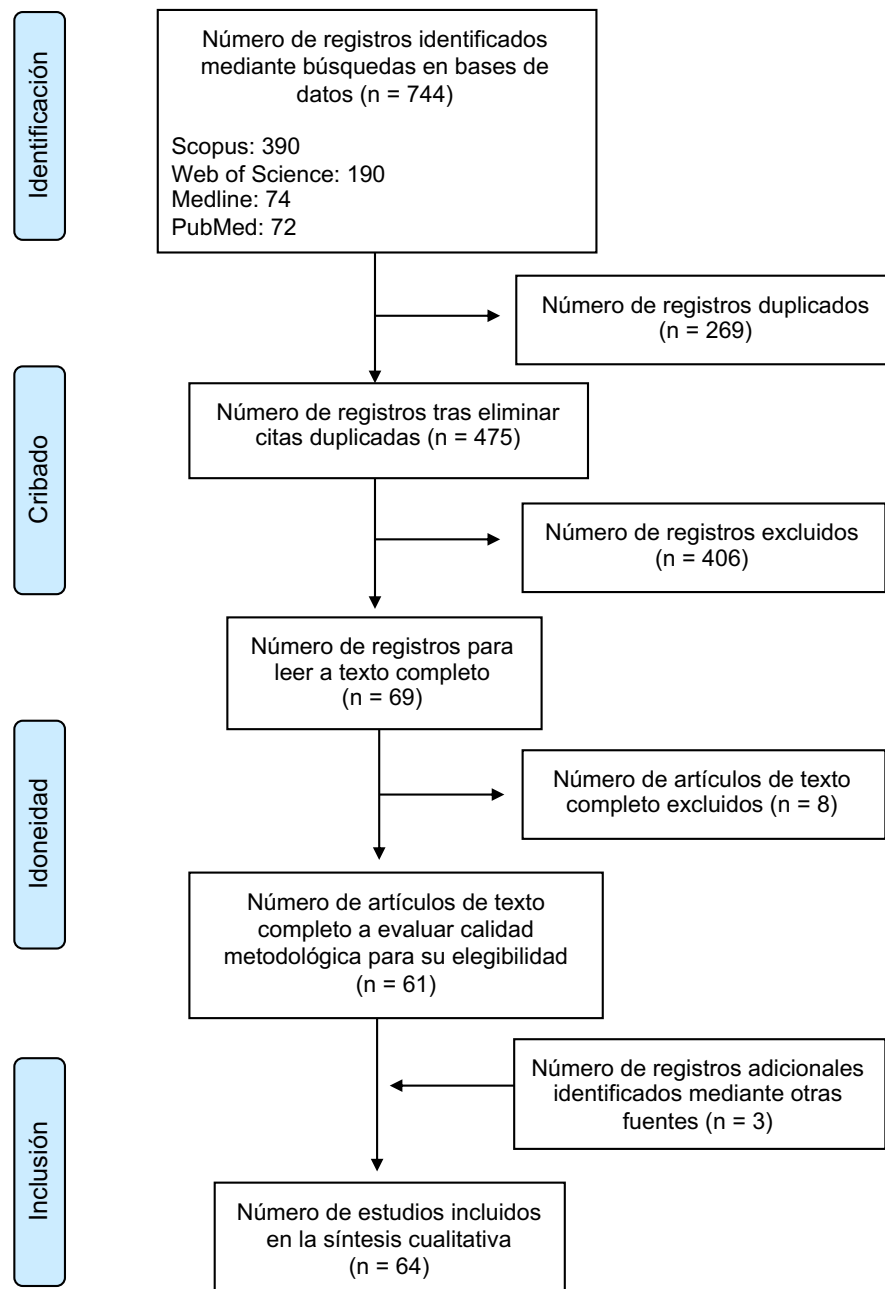 Identificación
Número de registros identificados
mediante búsquedas en bases de
datos (n = 744)
Scopus: 390
Web of Science: 190
Medline: 74
PubMed: 72
Número de registros duplicados
(n = 269)
Cribado
Número de registros tras eliminar
citas duplicadas (n = 475)
Número de registros excluidos
(n = 406)
Número de registros para
leer a texto completo
(n = 69)
Idoneidad
Número de artículos de texto
completo excluidos (n = 8)
Número de artículos de texto
completo a evaluar calidad
metodológica para su elegibilidad
(n = 61)
Inclusión
Número de registros adicionales
identificados mediante otras
fuentes (n = 3)
Número de estudios incluidos
en la síntesis cualitativa
(n = 64)